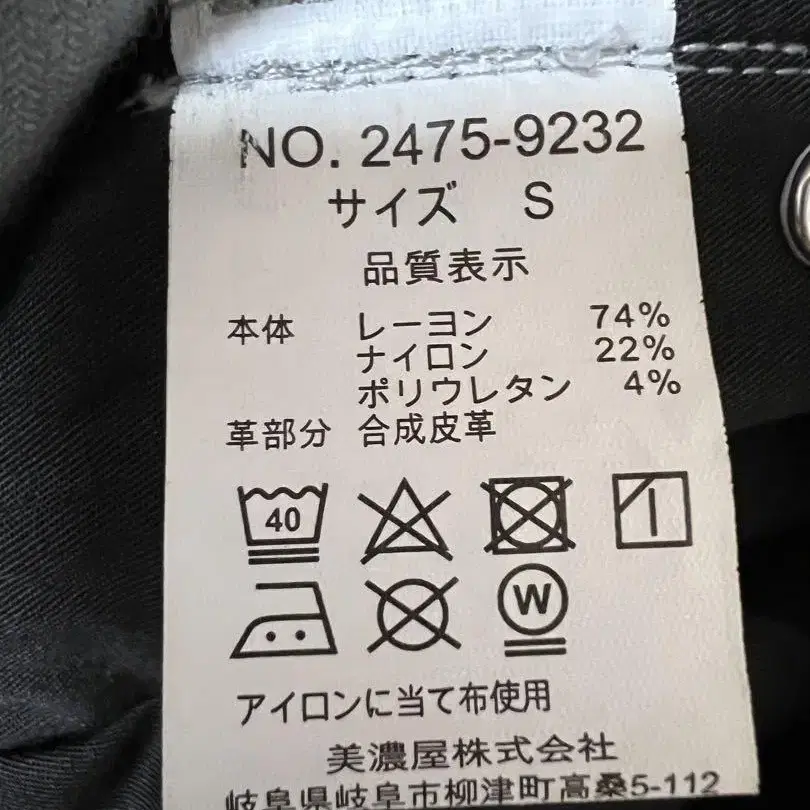 NO. 2475-9232
サイズ S
品質表示
本体 レーヨン 74%
ナイロン 22%
ポリウレタン 4%
革部分 合成皮革
40
W
アイロンに当て布使用
美濃屋株式会社
岐阜県岐阜市柳津町高桑5-112